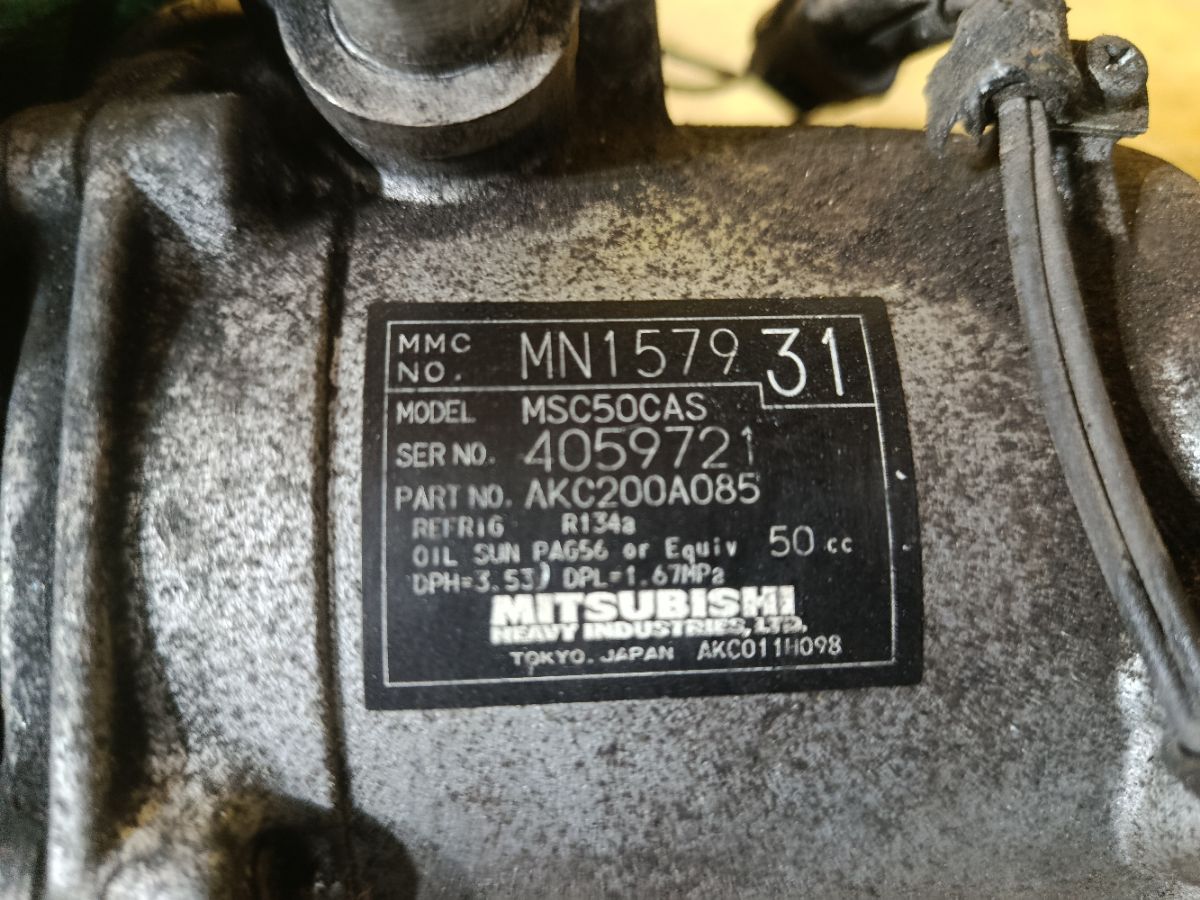 MMC NO. MN1579 31
MODEL MSC50CAS
SER NO. 4059721
PART NO. AKC200A085
REFRIG R134a
OIL SUN PAG56 or Equiv 50 cc
DPH=3.53) DPL=1.67MPa
MITSUBISHI
HEAVY INDUSTRIES, LTD.
TOKYO. JAPAN AKC011H098